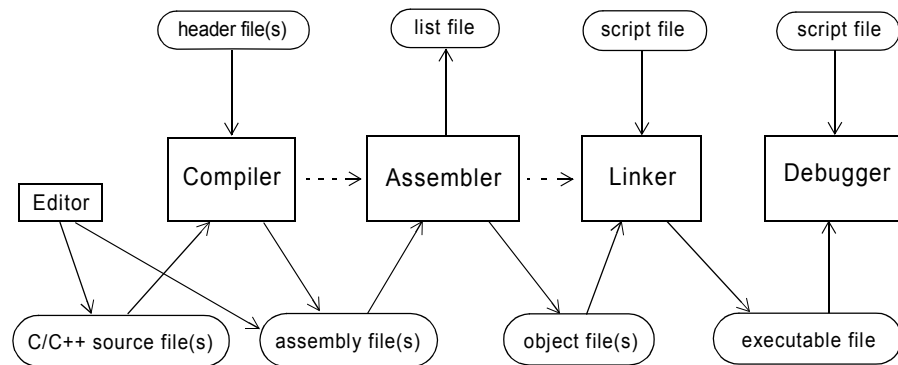 header file(s)
list file
script file
script file
Compiler
Assembler
Linker
Debugger
Editor
C/C++ source file(s)
assembly file(s)
object file(s)
executable file